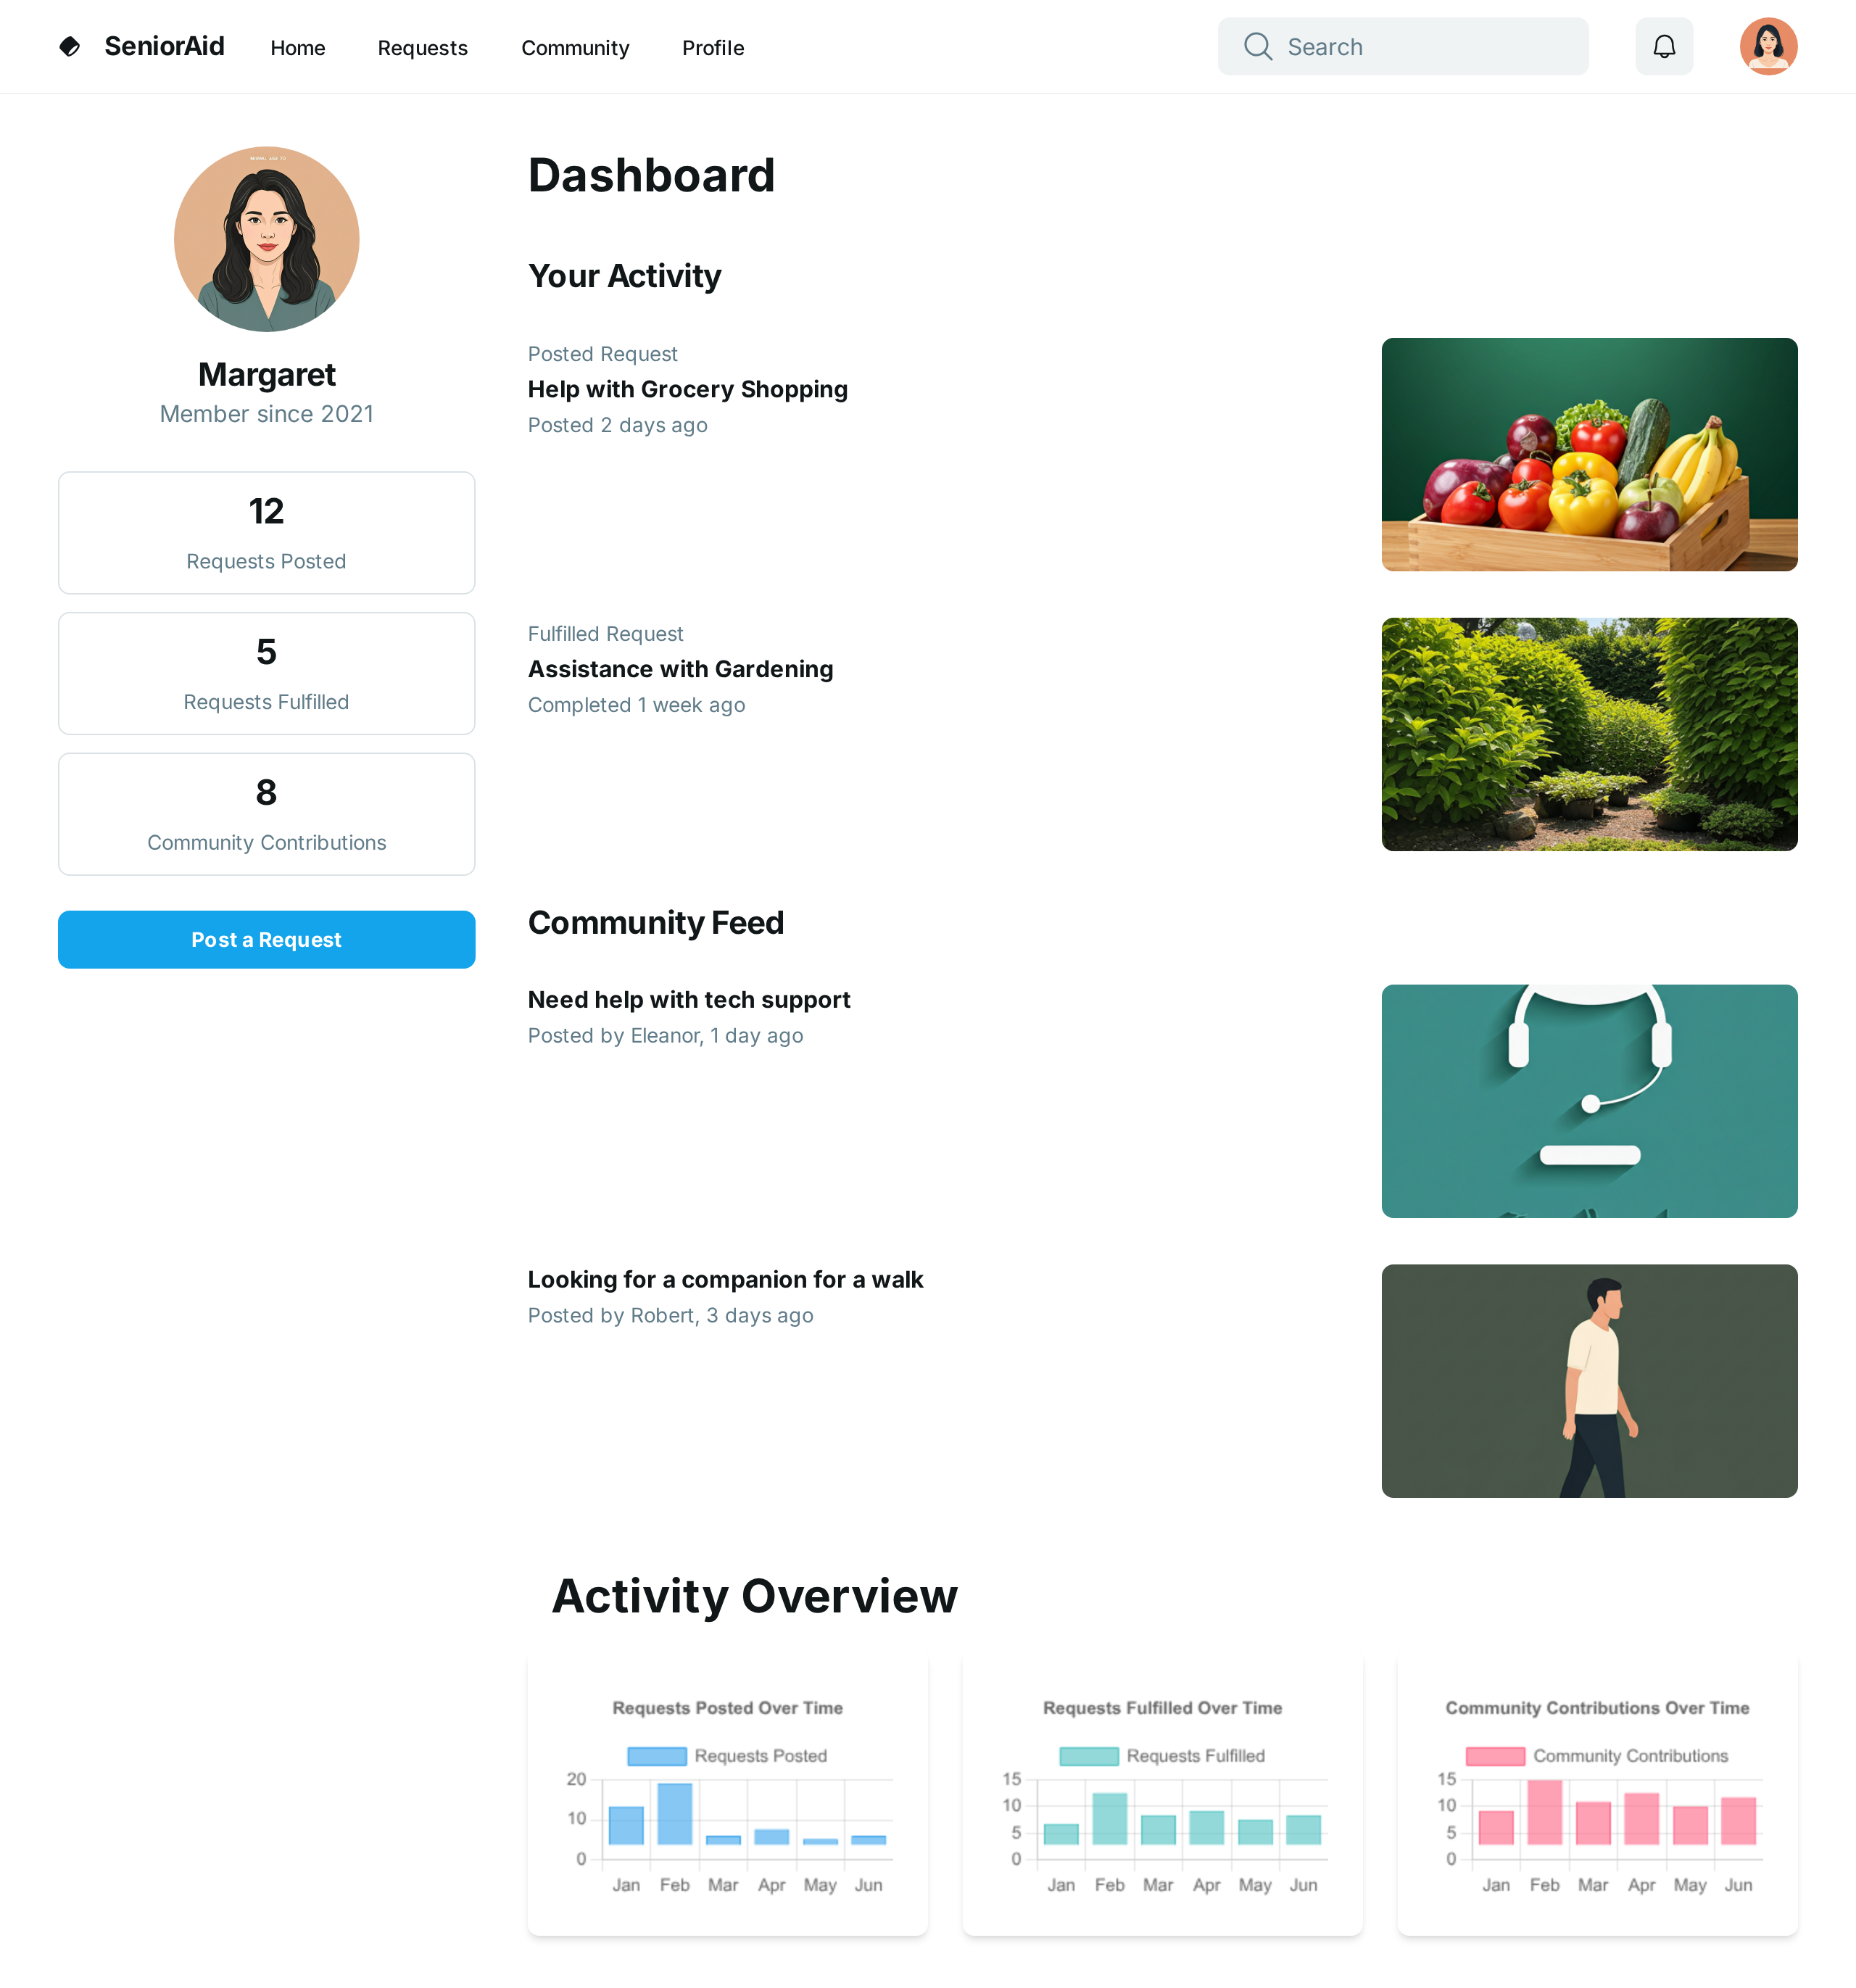 SeniorAid
Home
Requests
Community
Profile
Search
Margaret
Member since 2021
12
Requests Posted
5
Requests Fulfilled
8
Community Contributions
Post a Request
Dashboard
Your Activity
Posted Request
Help with Grocery Shopping
Posted 2 days ago
Fulfilled Request
Assistance with Gardening
Completed 1 week ago
Community Feed
Need help with tech support
Posted by Eleanor, 1 day ago
Looking for a companion for a walk
Posted by Robert, 3 days ago
Activity Overview
Requests Posted Over Time
Requests Posted
20
10
0
Jan Feb Mar Apr May Jun
Requests Fulfilled Over Time
Requests Fulfilled
15
10
5
0
Jan Feb Mar Apr May Jun
Community Contributions Over Time
Community Contributions
15
10
5
0
Jan Feb Mar Apr May Jun